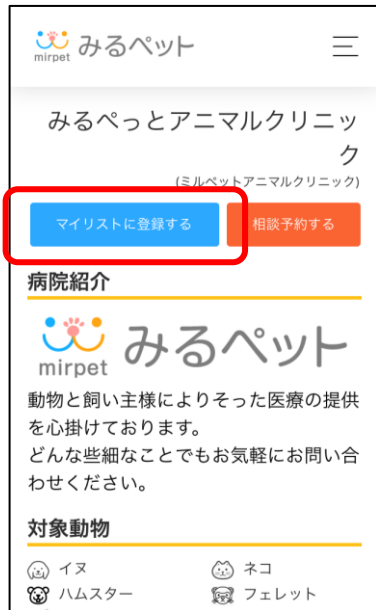 みるペット
mirpet
みるぺっとアニマルクリニッ
ク
(ミルペットアニマルクリニック)
マイリストに登録する 相談予約する
病院紹介
みるペット
mirpet
動物と飼い主様によりそった医療の提供
を心掛けております。
どんな些細なことでもお気軽にお問い合
わせください。
対象動物
イヌ ネコ
ハムスター フェレット